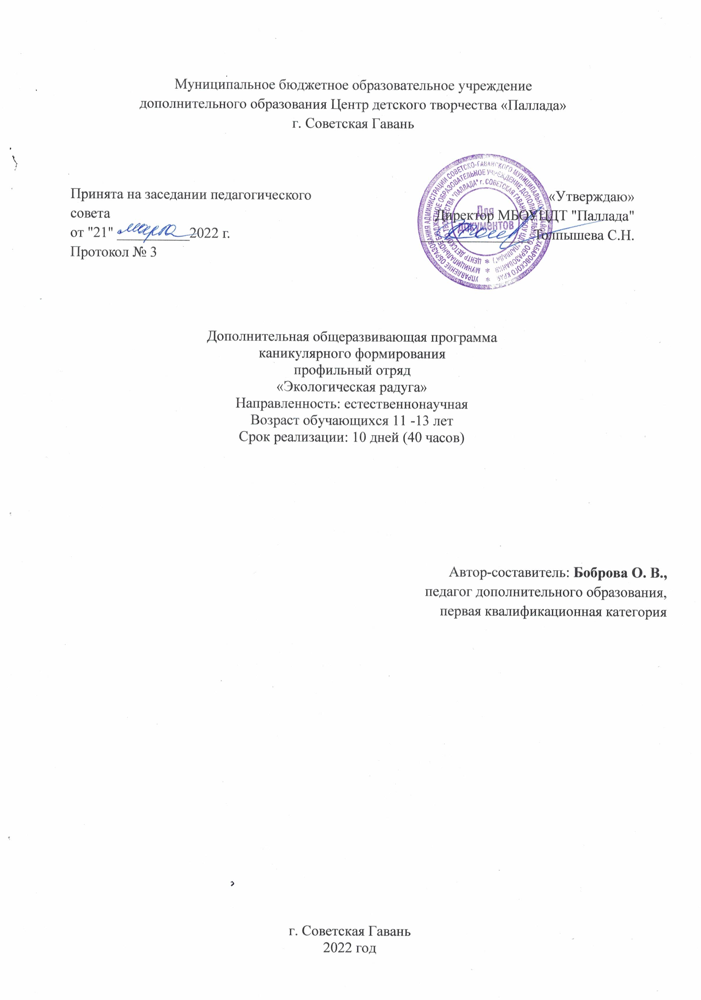 Муниципальное бюджетное образовательное учреждение
дополнительного образования Центр детского творчества «Паллада»
г. Советская Гавань
Принята на заседании педагогического
совета
от "21" марта 2022 г.
Протокол № 3
«Утверждаю»
Директор МБОУЦДТ "Паллада"
Толпышева С.Н.
УПРАВЛЕНИЕ ОБРАЗОВАНИЯ АДМИНИСТРАЦИИ СОВЕТСКО-ГАВАНСКОГО МУНИЦИПАЛЬНОГО РАЙОНА ХАБАРОВСКОГО КРАЯ *
МУНИЦИПАЛЬНОЕ БЮДЖЕТНОЕ ОБРАЗОВАТЕЛЬНОЕ УЧРЕЖДЕНИЕ ДОПОЛНИТЕЛЬНОГО ОБРАЗОВАНИЯ *
ЦЕНТР ДЕТСКОГО ТВОРЧЕСТВА "ПАЛЛАДА" г. СОВЕТСКАЯ ГАВАНЬ (МБОУ ЦДТ "ПАЛЛАДА") *
Для
документов
Дополнительная общеразвивающая программа
каникулярного формирования
профильный отряд
«Экологическая радуга»
Направленность: естественнонаучная
Возраст обучающихся 11 -13 лет
Срок реализации: 10 дней (40 часов)
Автор-составитель: Боброва О. В.,
педагог дополнительного образования,
первая квалификационная категория
г. Советская Гавань
2022 год